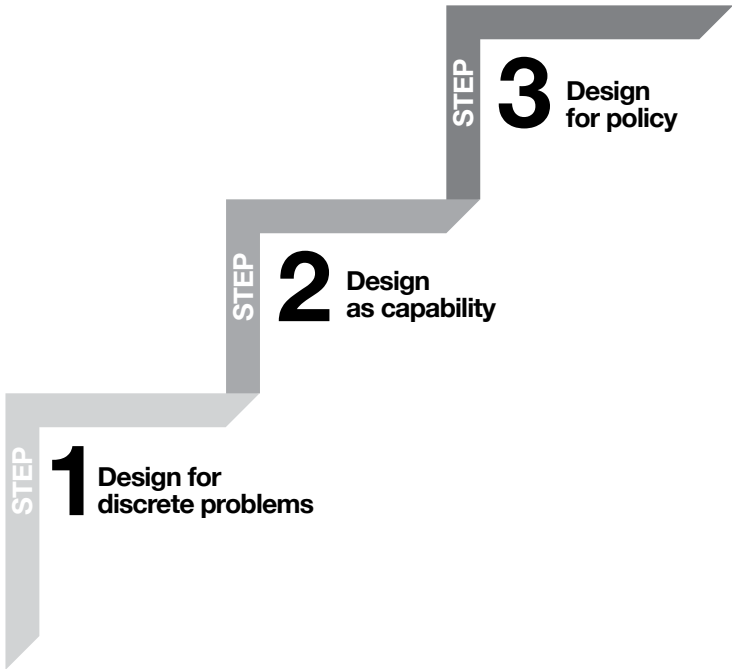 STEP
3
Design
for policy
STEP
2
Design
as capability
STEP
1
Design for
discrete problems